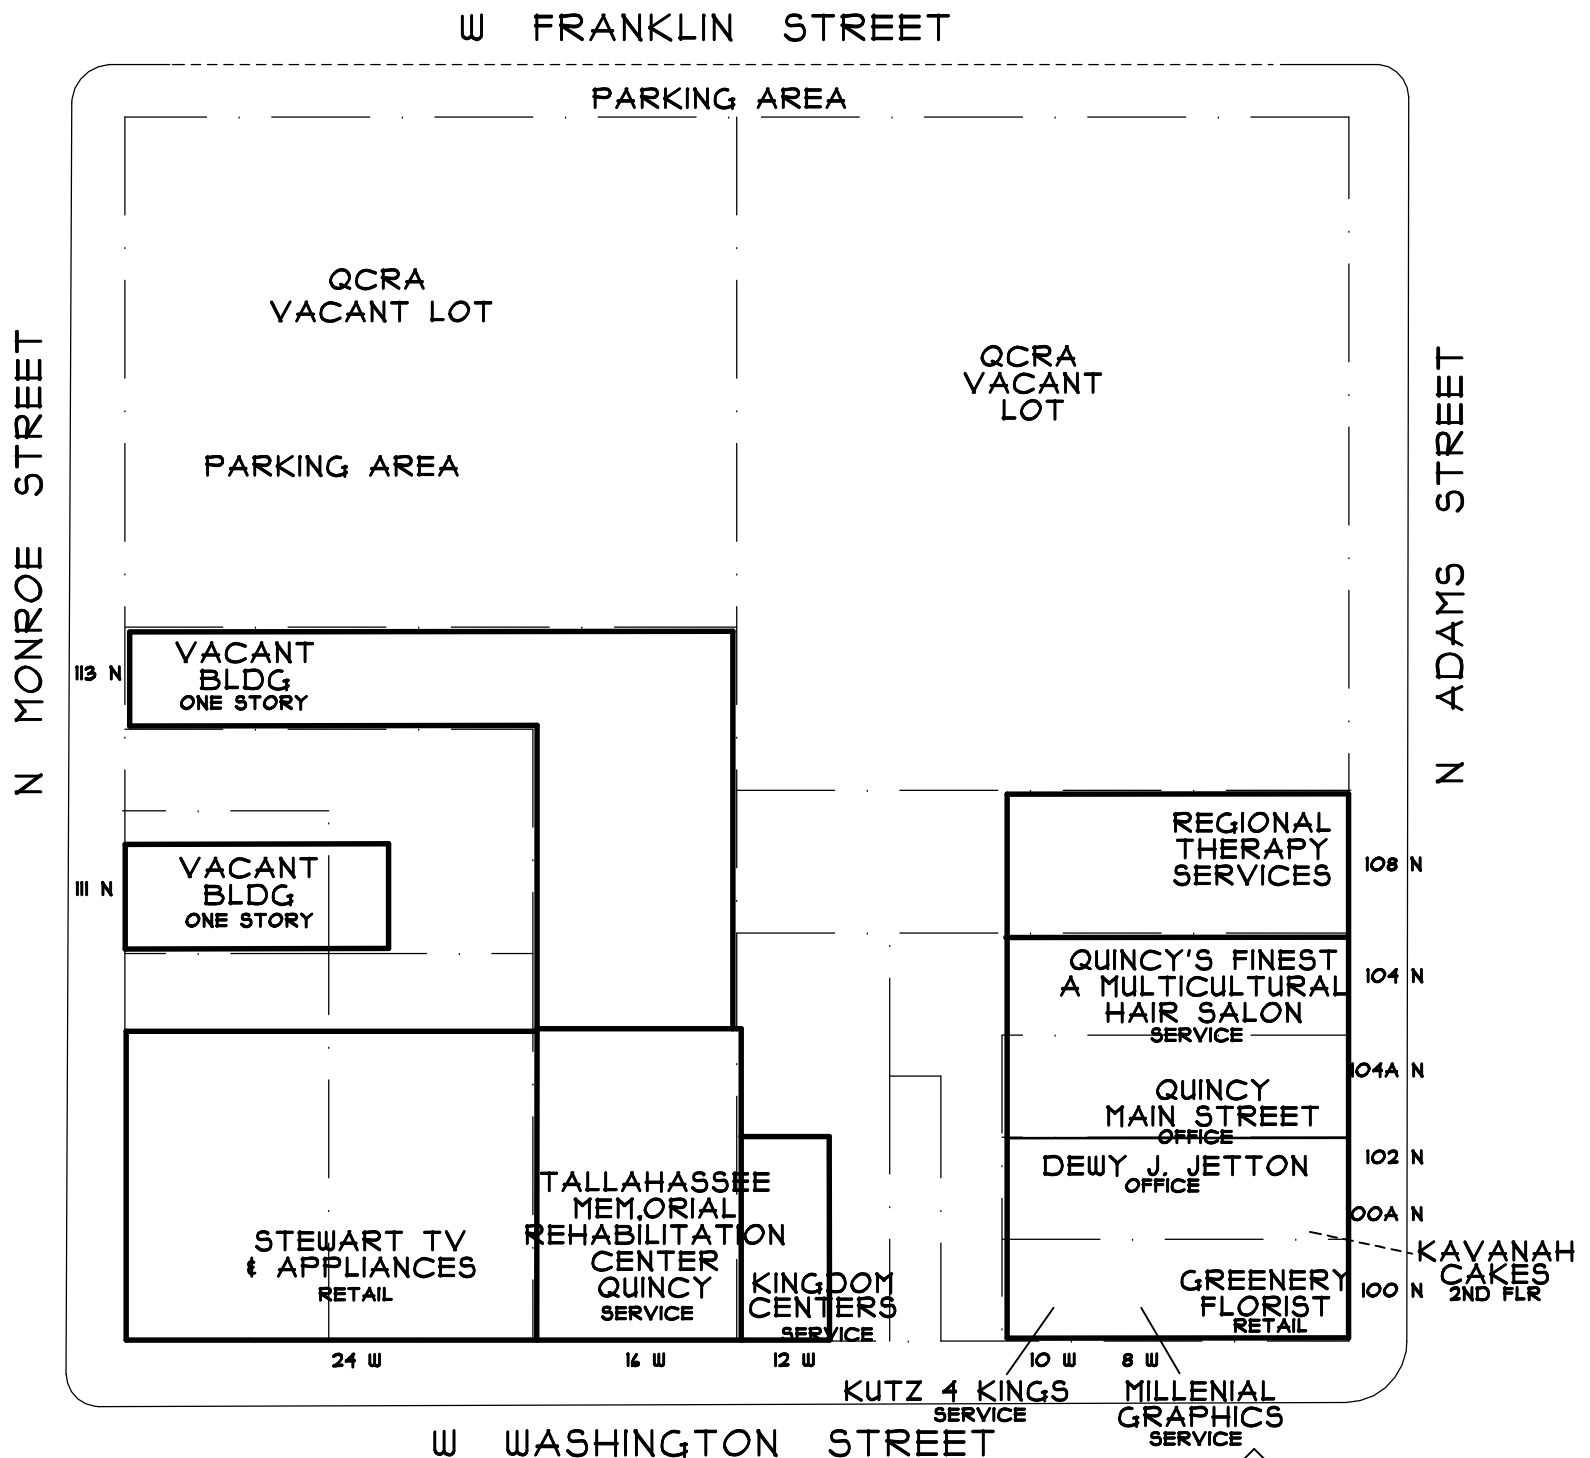 W FRANKLIN STREET
PARKING AREA
QCRA
VACANT LOT
QCRA
VACANT
LOT
PARKING AREA
N MONROE STREET
N ADAMS STREET
113 N
VACANT
BLDG
ONE STORY
111 N
VACANT
BLDG
ONE STORY
REGIONAL
THERAPY
SERVICES
108 N
QUINCY'S FINEST
A MULTICULTURAL
HAIR SALON
SERVICE
104 N
104A N
QUINCY
MAIN STREET
OFFICE
DEWY J. JETTON
OFFICE
102 N
00A N
KAVANAH
CAKES
2ND FLR
GREENERY
FLORIST
RETAIL
100 N
STEWART TV
& APPLIANCES
RETAIL
TALLAHASSEE
MEM.ORIAL
REHABILITATION
CENTER
QUINCY
SERVICE
KINGDOM
CENTERS
SERVICE
24 W
16 W
12 W
10 W
8 W
KUTZ 4 KINGS
SERVICE
MILLENIAL
GRAPHICS
SERVICE
W WASHINGTON STREET